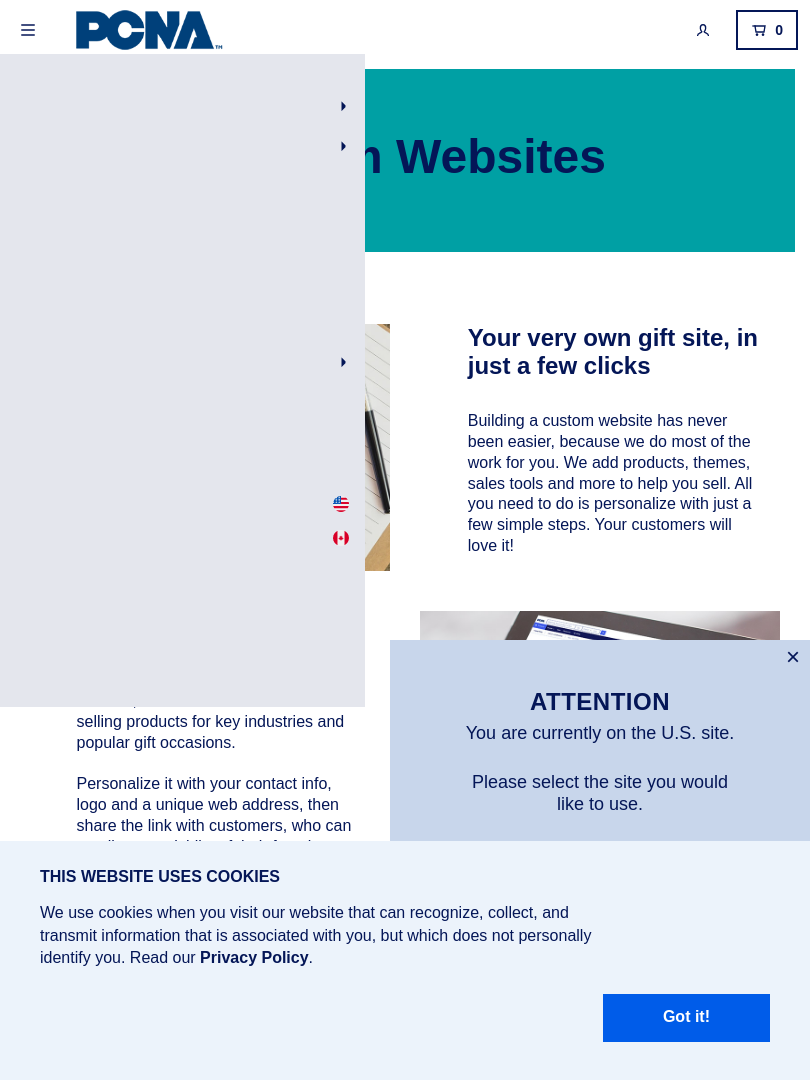 PCNA™
0
Websites
Your very own gift site, in
just a few clicks
Building a custom website has never
been easier, because we do most of the
work for you. We add products, themes,
sales tools and more to help you sell. All
you need to do is personalize with just a
few simple steps. Your customers will
love it!
selling products for key industries and
popular gift occasions.
Personalize it with your contact info,
logo and a unique web address, then
share the link with customers, who can
ATTENTION
You are currently on the U.S. site.
Please select the site you would
like to use.
THIS WEBSITE USES COOKIES
We use cookies when you visit our website that can recognize, collect, and
transmit information that is associated with you, but which does not personally
identify you. Read our Privacy Policy.
Got it!